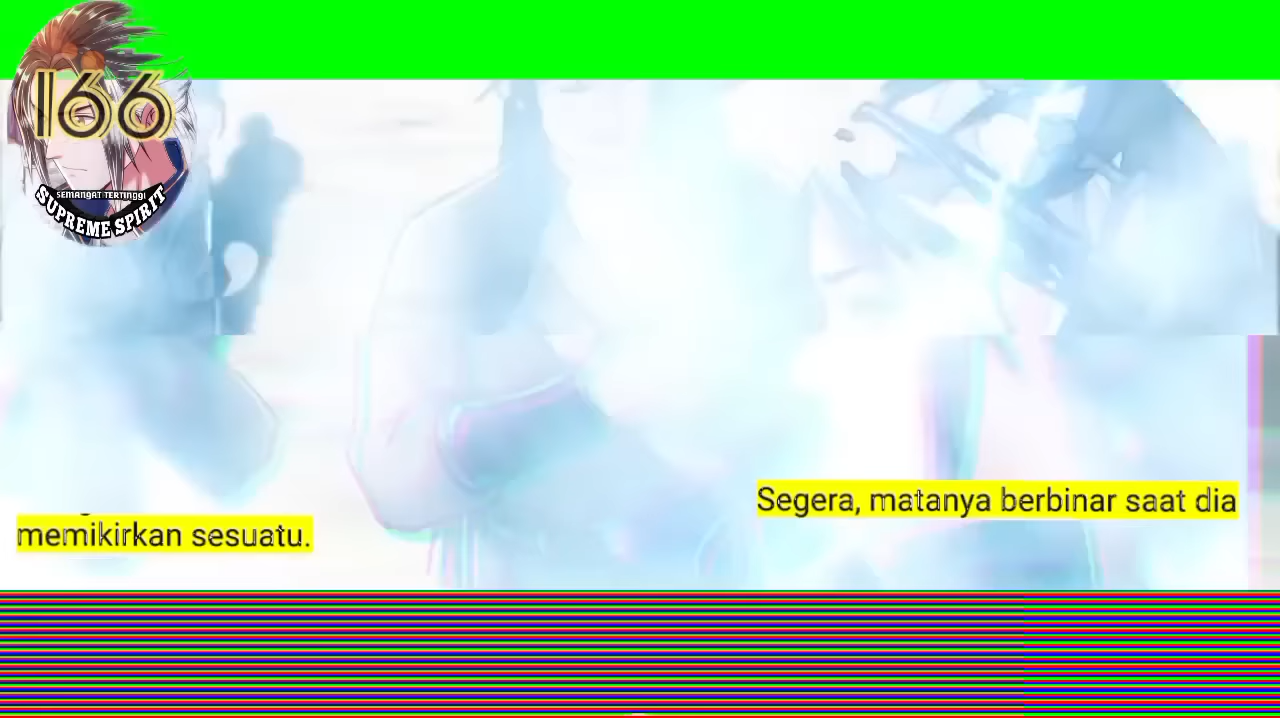 166
SEMANGAT TERTINGGI
SUPREME SPIRIT
Segera, matanya berbinar saat dia
memikirkan sesuatu.